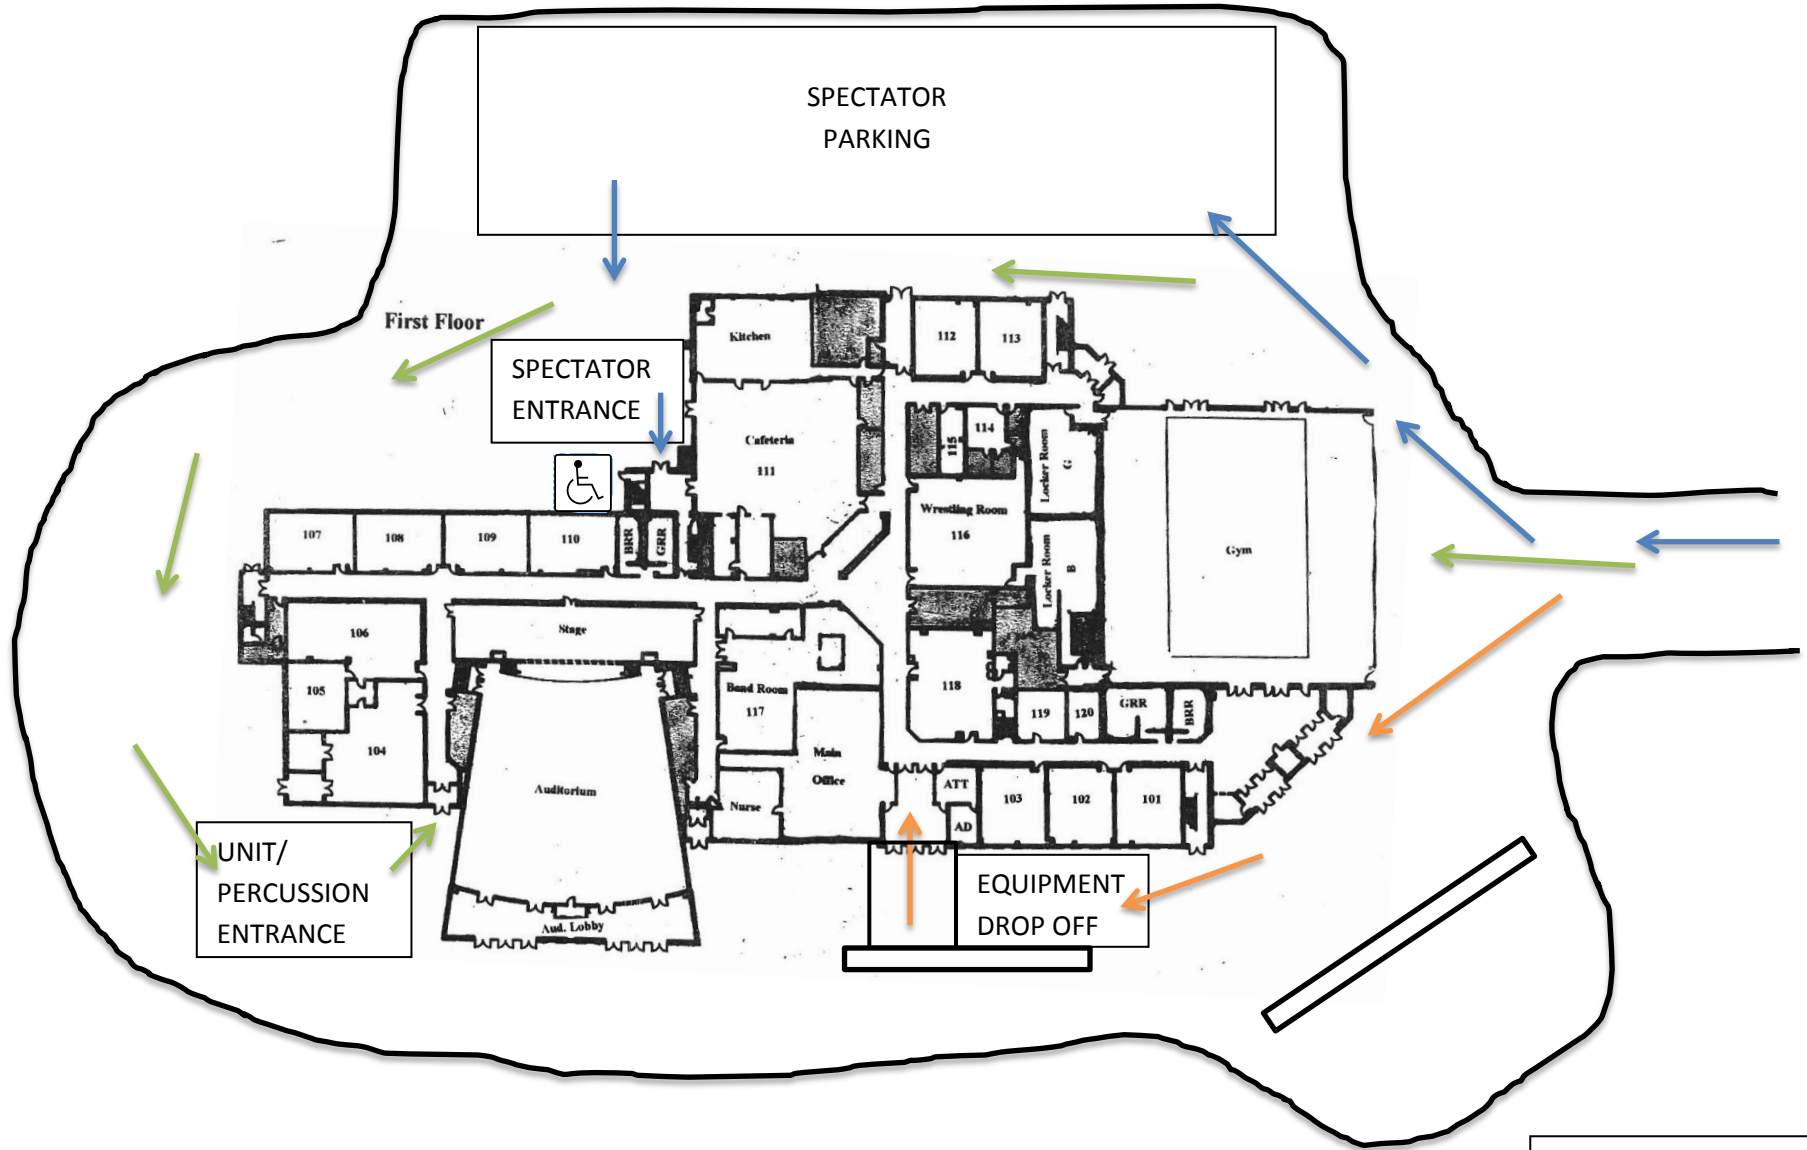 SPECTATOR
PARKING
First Floor
SPECTATOR
ENTRANCE
Kitchen
112
113
Cafeteria
111
115
114
Locker Room
G
Wrestling Room
116
Locker Room
B
Gym
107
108
109
110
BRR
GRR
106
Stage
105
104
Auditorium
Band Room
117
Main
Office
Nurse
118
119
120
GRR
BRR
ATT
AD
103
102
101
UNIT/
PERCUSSION
ENTRANCE
Aud. Lobby
EQUIPMENT
DROP OFF